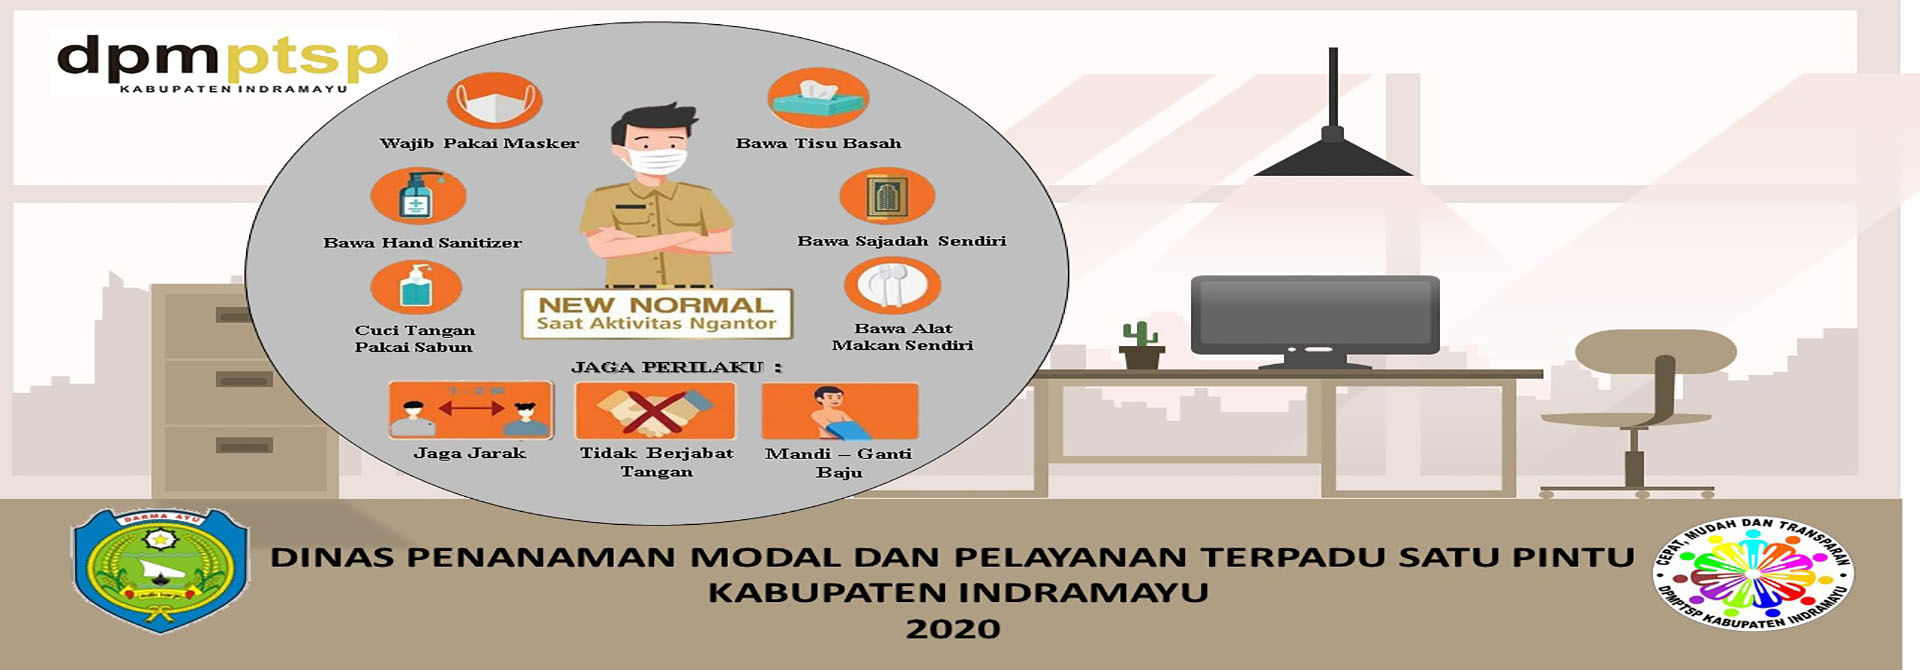 dpmptsp
KABUPATEN INDRAMAYU
Wajib Pakai Masker
Bawa Tisu Basah
Bawa Hand Sanitizer
Bawa Sajadah Sendiri
Cuci Tangan
Pakai Sabun
Bawa Alat
Makan Sendiri
NEW NORMAL
Saat Aktivitas Ngantor
JAGA PERILAKU :
Jaga Jarak
Tidak Berjabat
Tangan
Mandi – Ganti
Baju
DARMA AYU
DINAS PENANAMAN MODAL DAN PELAYANAN TERPADU SATU PINTU
KABUPATEN INDRAMAYU
2020
CEPAT, MUDAH DAN TRANSPARAN
DPMPTSP KABUPATEN INDRAMAYU